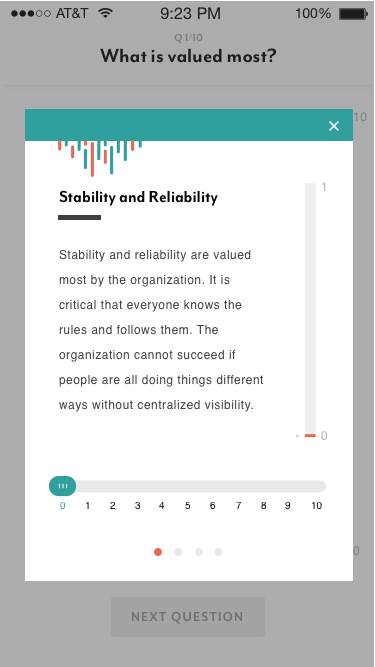 AT&T 9:23 PM 100%
Q 1/10
What is valued most?
10
Stability and Reliability
1
Stability and reliability are valued
most by the organization. It is
critical that everyone knows the
rules and follows them. The
organization cannot succeed if
people are all doing things different
ways without centralized visibility.
0
0 1 2 3 4 5 6 7 8 9 10
0
NEXT QUESTION